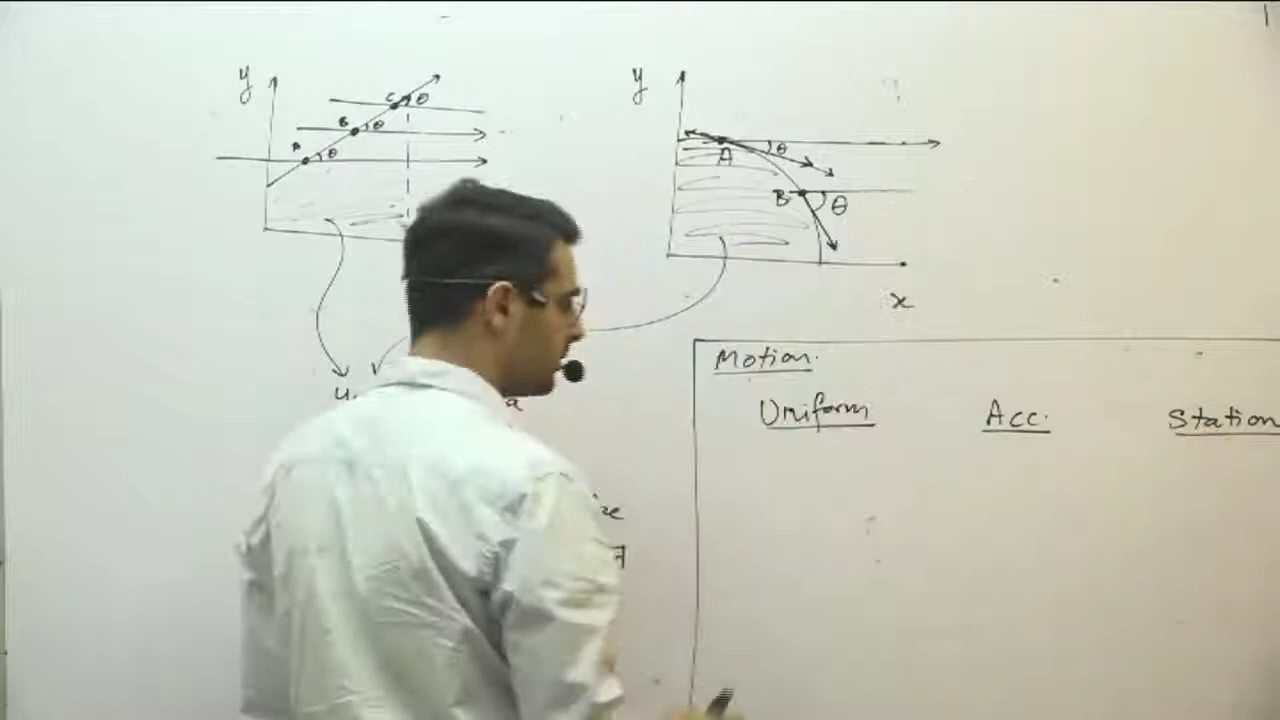 y
C θ
B θ
A θ
y
θ
A
B θ
x
Motion.
Uniform Acc. Station